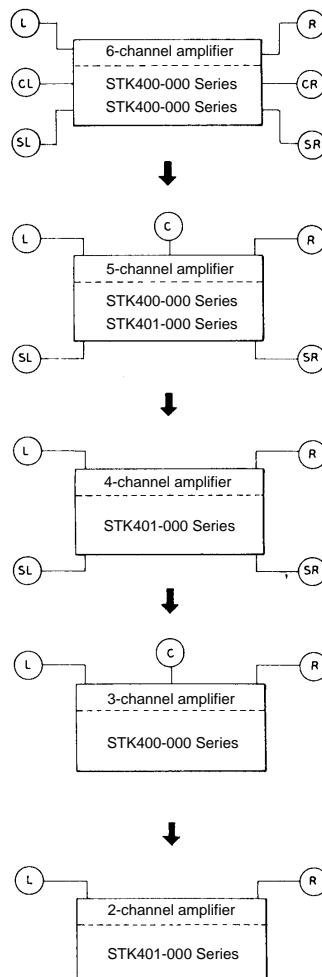 L
R
6-channel amplifier
CL
STK400-000 Series
CR
STK400-000 Series
SL
SR
C
L
R
5-channel amplifier
STK400-000 Series
STK401-000 Series
SL
SR
L
R
4-channel amplifier
STK401-000 Series
SL
SR
C
L
R
3-channel amplifier
STK400-000 Series
L
R
2-channel amplifier
STK401-000 Series